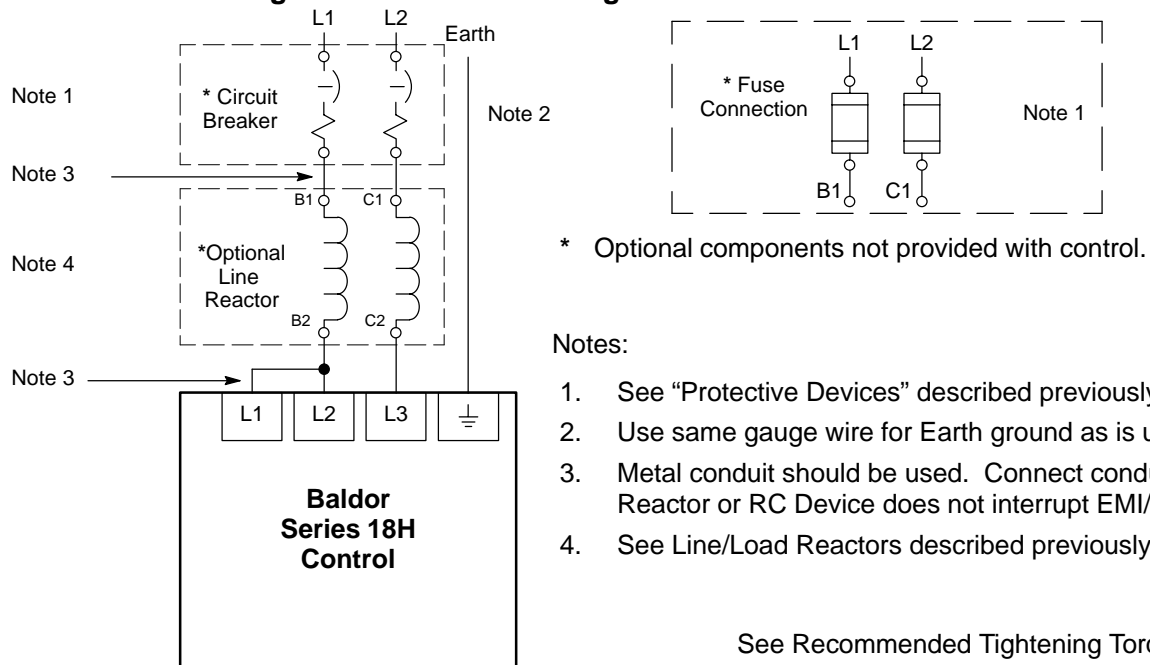 L1 L2
Earth
Note 1
* Circuit
Breaker
Note 2
Note 3
B1 C1
Note 4
*Optional
Line
Reactor
B2 C2
Note 3
L1 L2 L3
Baldor
Series 18H
Control
L1 L2
* Fuse
Connection
Note 1
B1 C1
* Optional components not provided with control.
Notes:
1. See “Protective Devices” described previously
2. Use same gauge wire for Earth ground as is
3. Metal conduit should be used. Connect
Reactor or RC Device does not interrupt EMI/
4. See Line/Load Reactors described previously
See Recommended Tightening